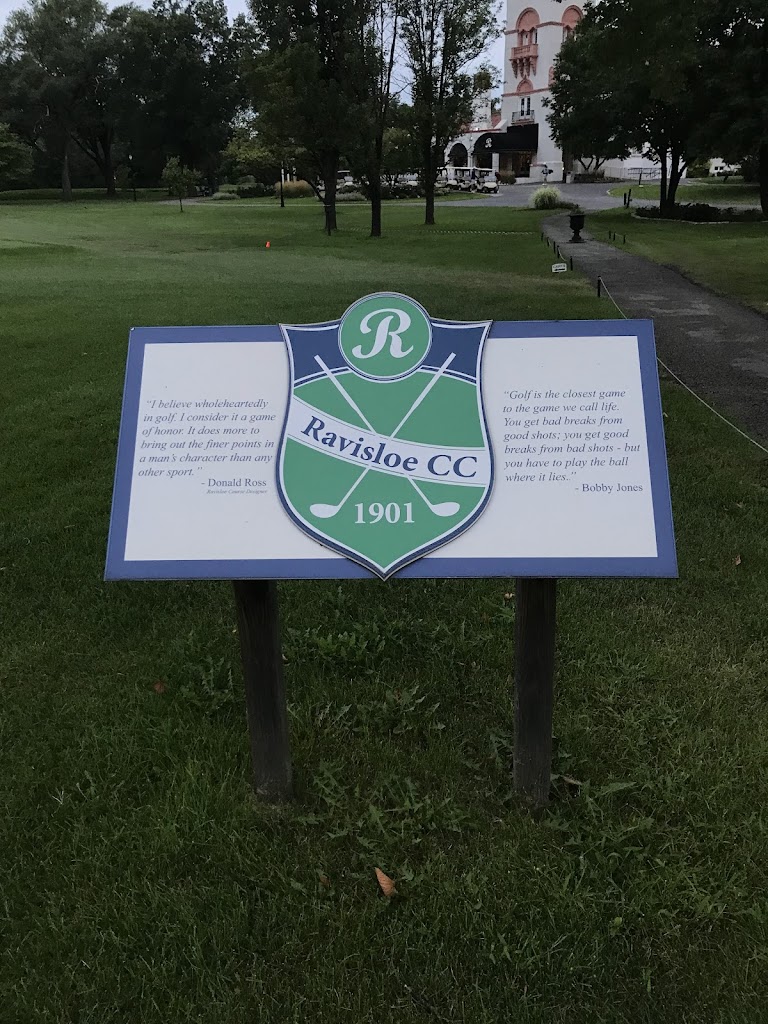 R
Ravisloe CC
1901
"I believe wholeheartedly
in golf. I consider it a game
of honor. It does more to
bring out the finer points in
a man's character than any
other sport."
- Donald Ross
Ravisloe Course Designer
"Golf is the closest game
to the game we call life.
You get bad breaks from
good shots; you get good
breaks from bad shots - but
you have to play the ball
where it lies.."
- Bobby Jones